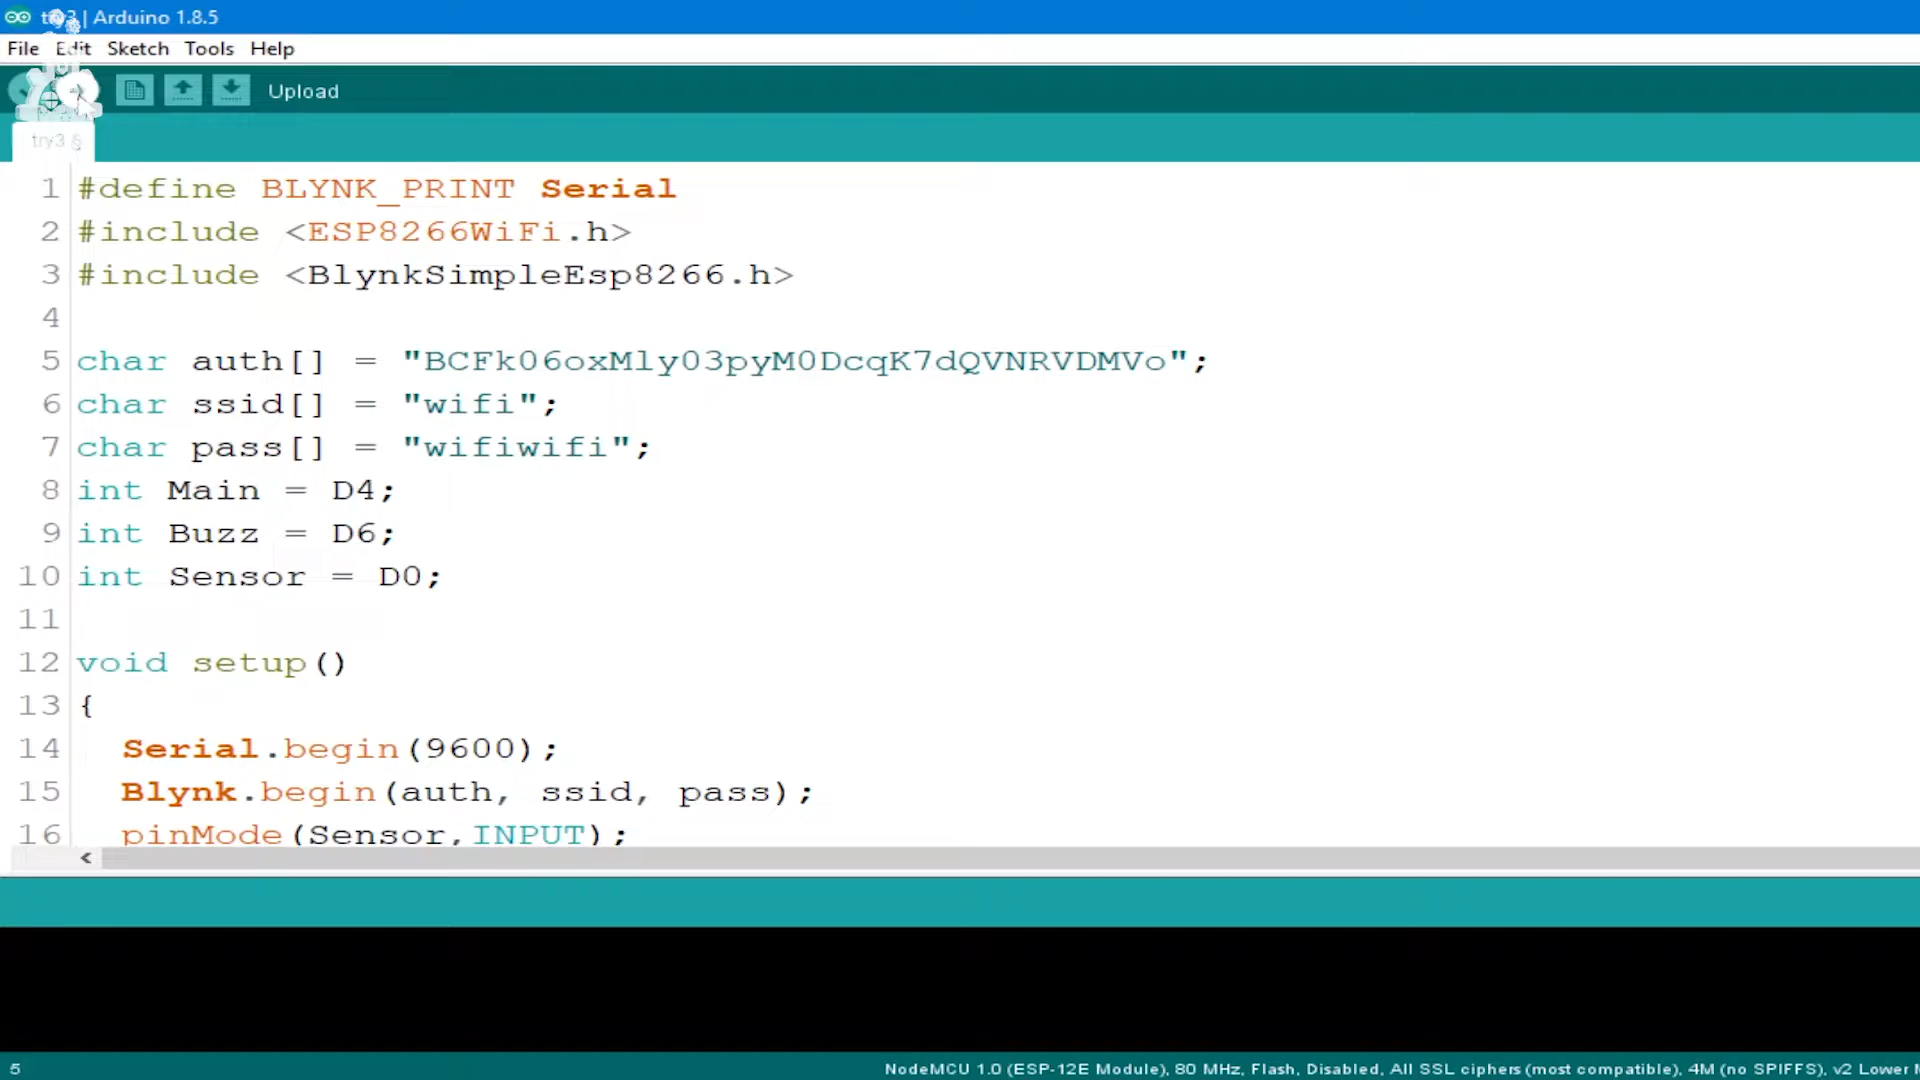 try3 | Arduino 1.8.5
File Edit Sketch Tools Help
Upload
try3 §
1 #define BLYNK_PRINT Serial
2 #include <ESP8266WiFi.h>
3 #include <BlynkSimpleEsp8266.h>
4
5 char auth[] = "BCFk06oxMly03pyM0DcqK7dQVNRVDMVo";
6 char ssid[] = "wifi";
7 char pass[] = "wifiwifi";
8 int Main = D4;
9 int Buzz = D6;
10 int Sensor = D0;
11
12 void setup()
13 {
14 Serial.begin(9600);
15 Blynk.begin(auth, ssid, pass);
16 pinMode(Sensor,INPUT);
5 NodeMCU 1.0 (ESP-12E Module), 80 MHz, Flash, Disabled, All SSL ciphers (most compatible), 4M (no SPIFFS), v2 Lower